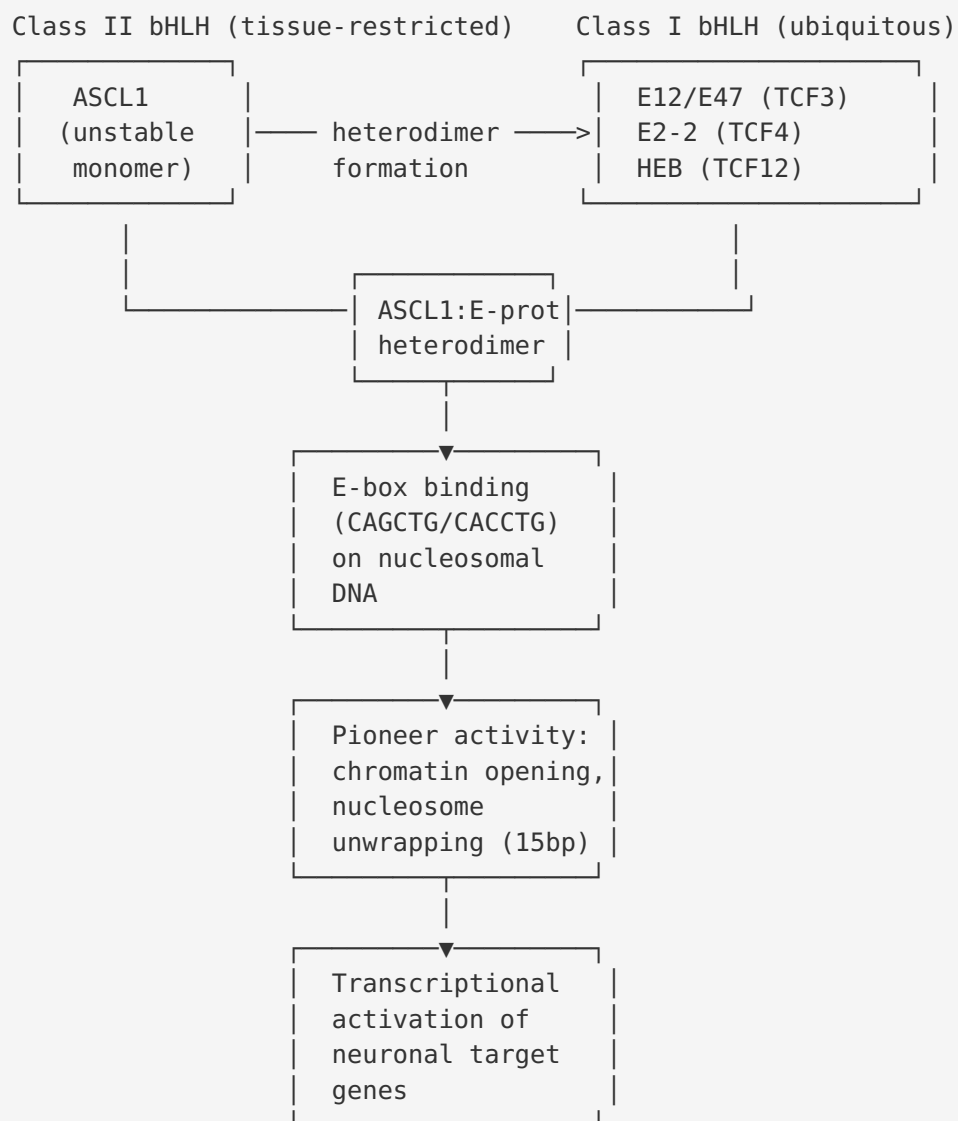 Class II bHLH (tissue-restricted) Class I bHLH (ubiquitous)
ASCL1 E12/E47 (TCF3)
(unstable heterodimer E2-2 (TCF4)
monomer) formation HEB (TCF12)
ASCL1:E-prot
heterodimer
E-box binding
(CAGCTG/CACCTG)
on nucleosomal
DNA
Pioneer activity:
chromatin opening,
nucleosome
unwrapping (15bp)
Transcriptional
activation of
neuronal target
genes